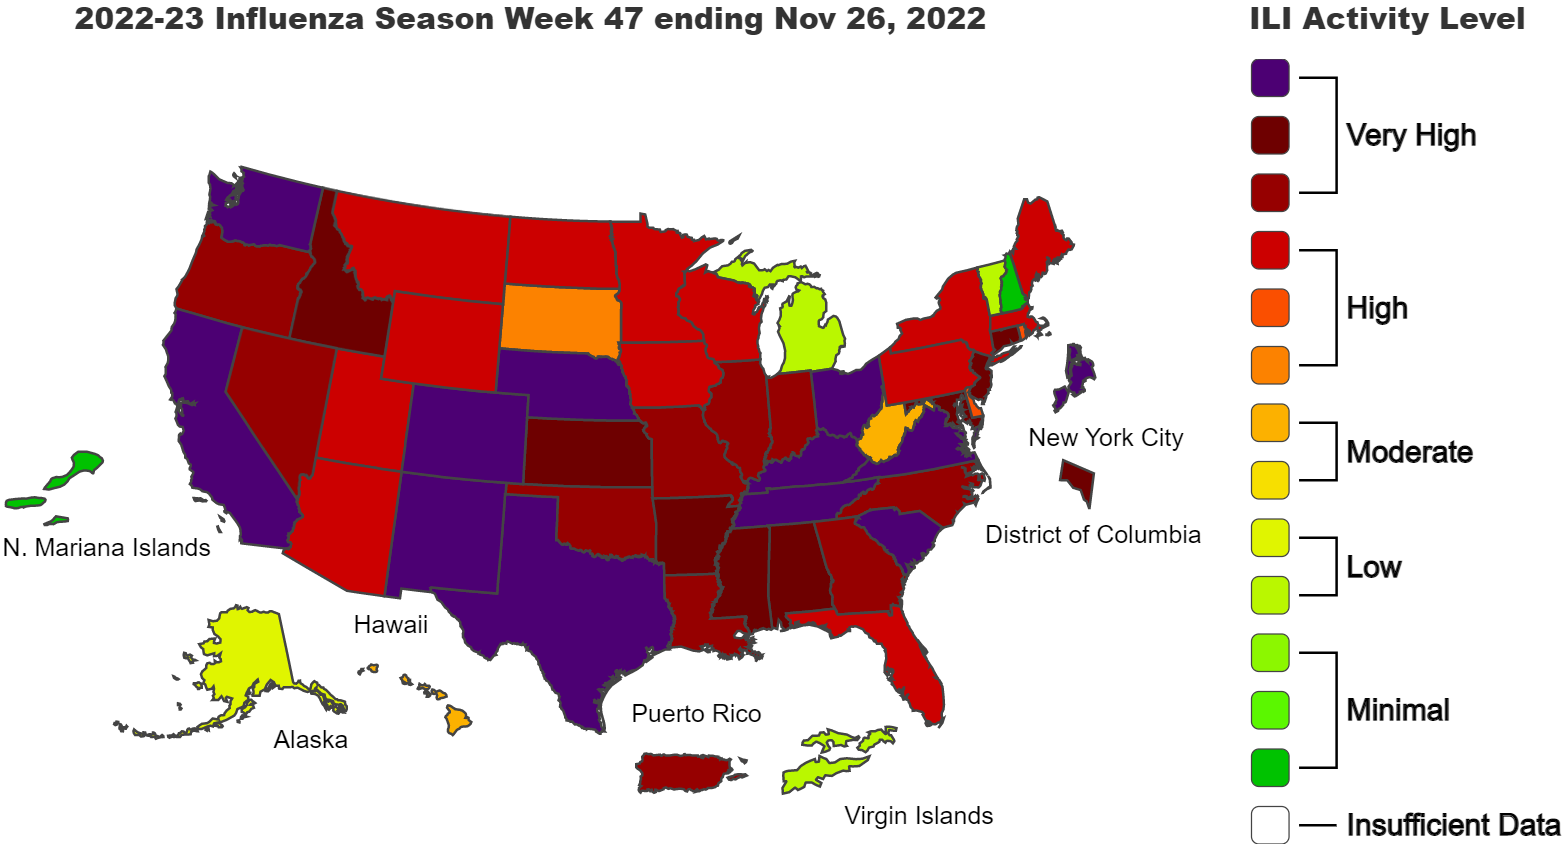 2022-23 Influenza Season Week 47 ending Nov 26, 2022
ILI Activity Level
Very High
High
Moderate
Low
Minimal
Insufficient Data
New York City
District of Columbia
N. Mariana Islands
Hawaii
Alaska
Puerto Rico
Virgin Islands